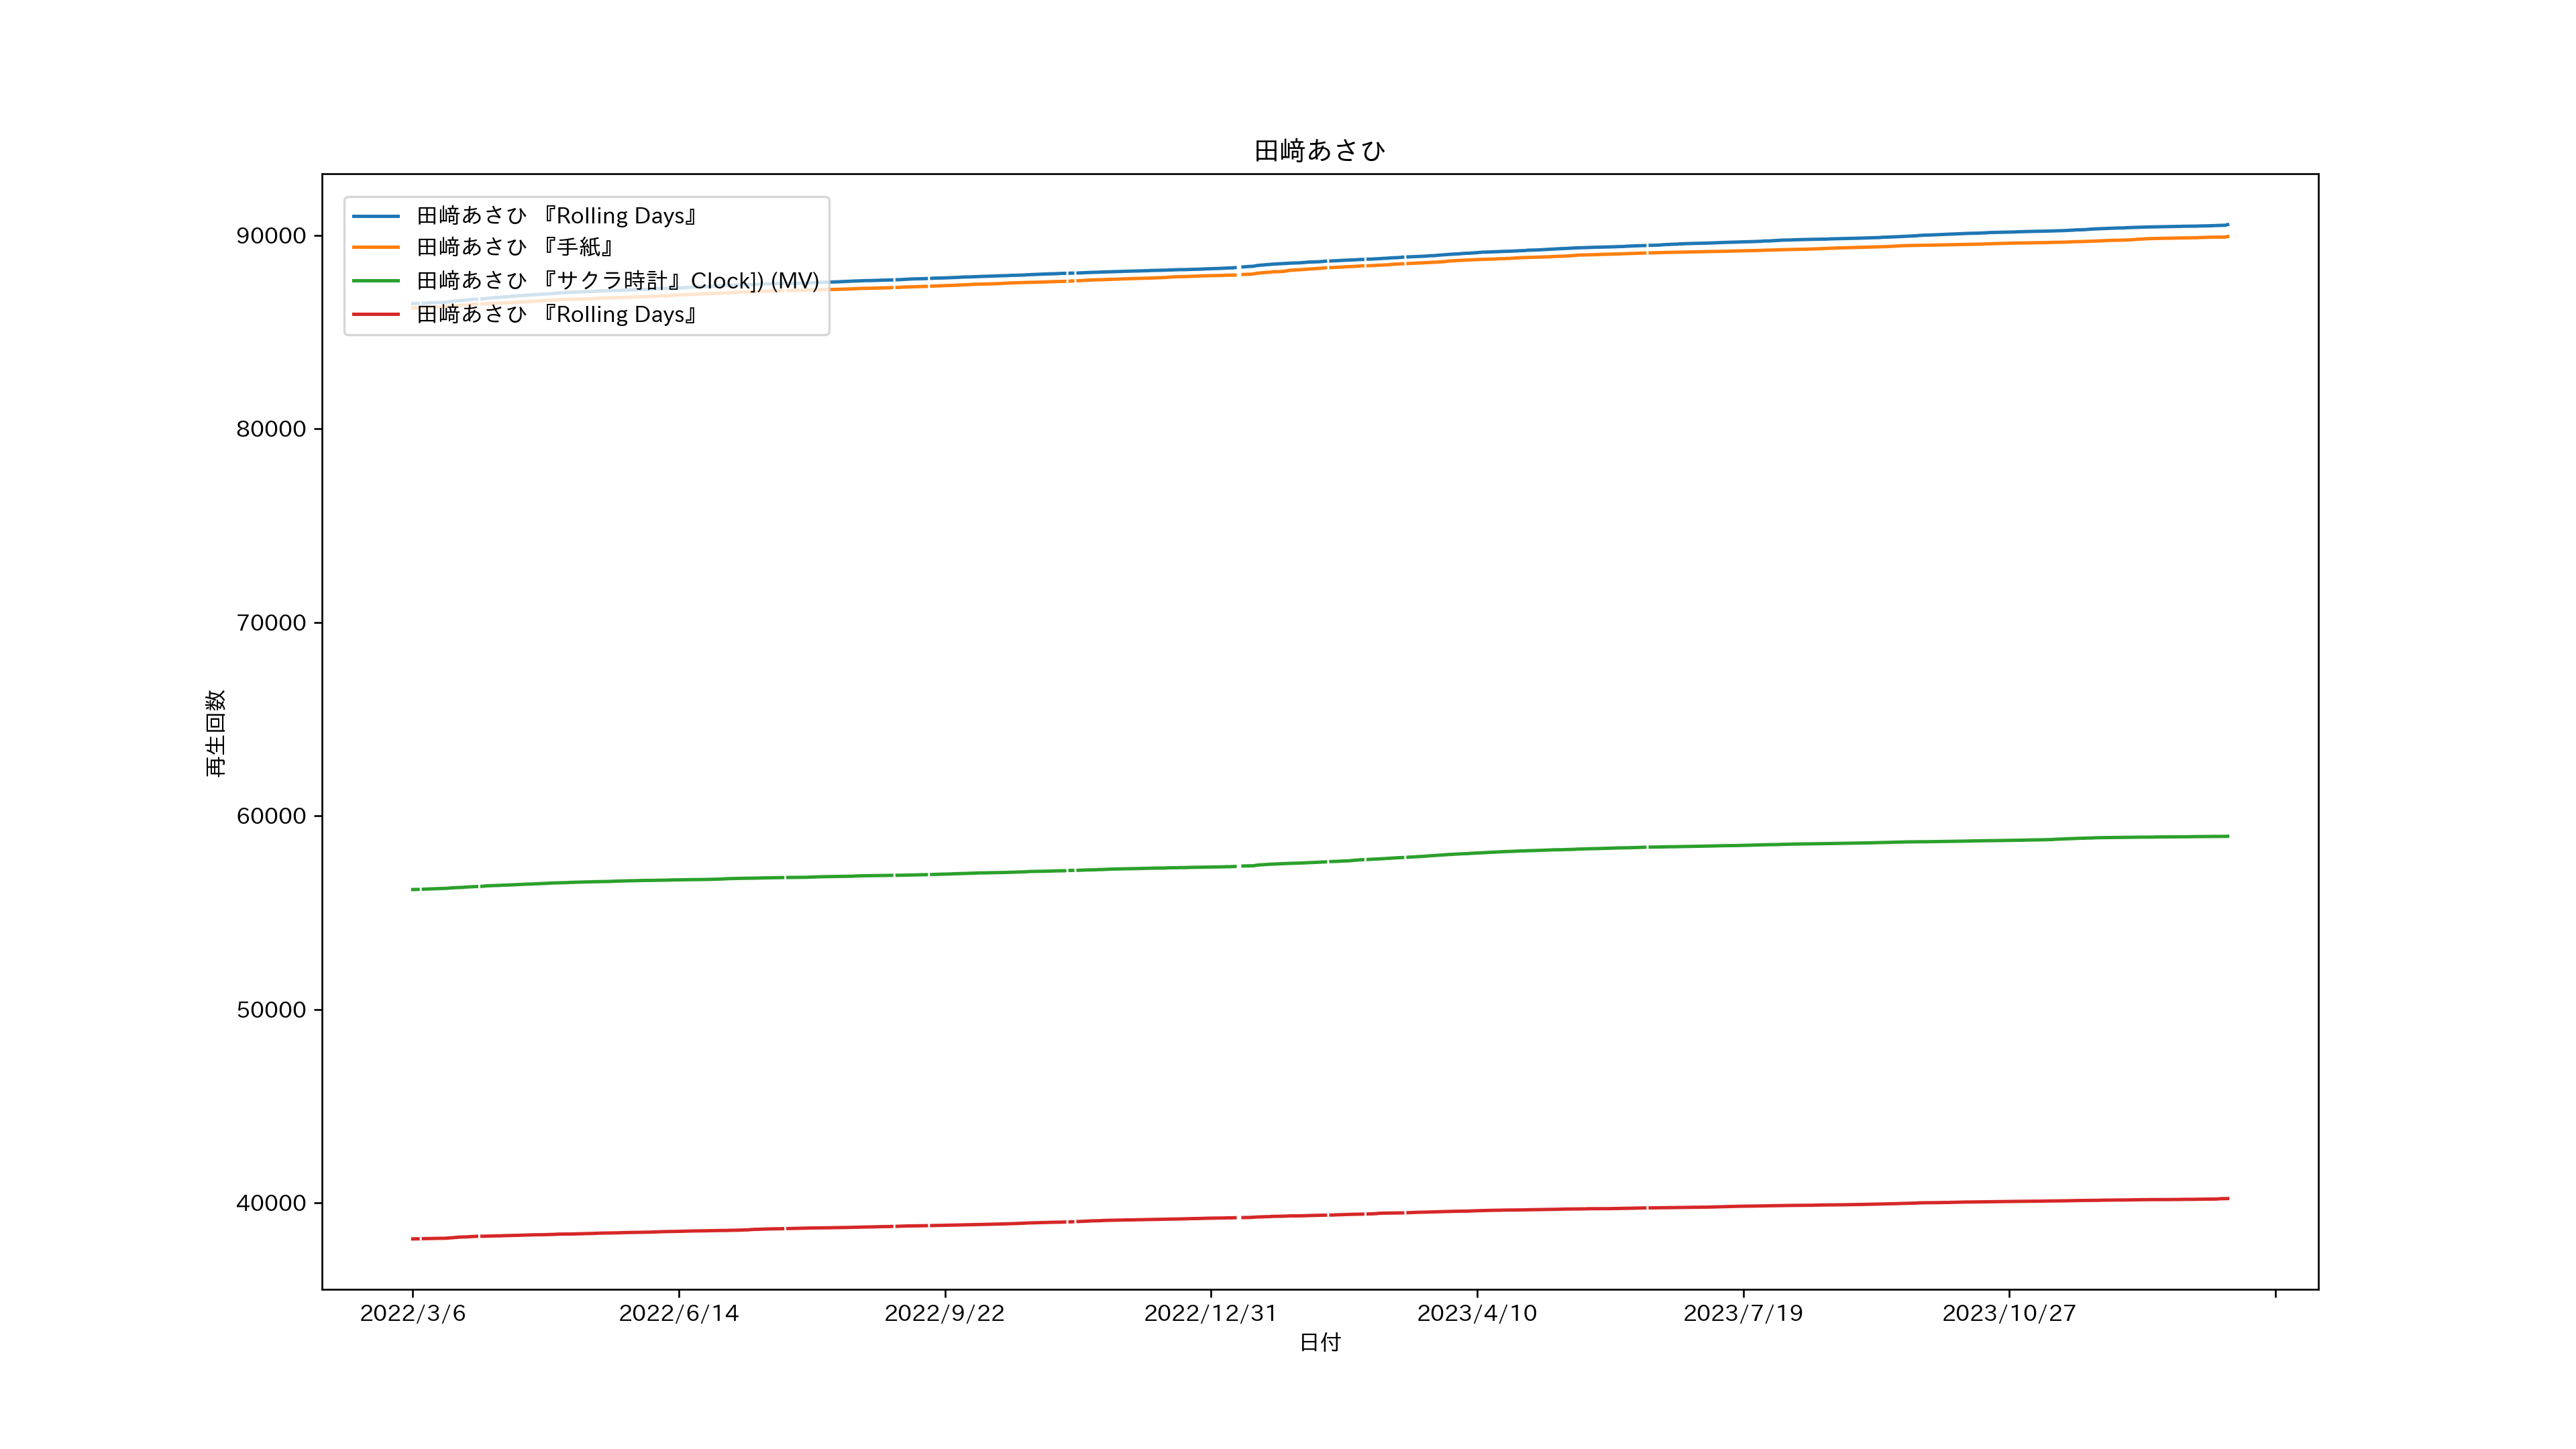 田﨑あさひ
田﨑あさひ 『Rolling Days』
田﨑あさひ 『手紙』
田﨑あさひ 『サクラ時計』Clock]) (MV)
田﨑あさひ 『Rolling Days』
90000
80000
70000
60000
50000
40000
再生回数
2022/3/6 2022/6/14 2022/9/22 2022/12/31 2023/4/10 2023/7/19 2023/10/27
日付